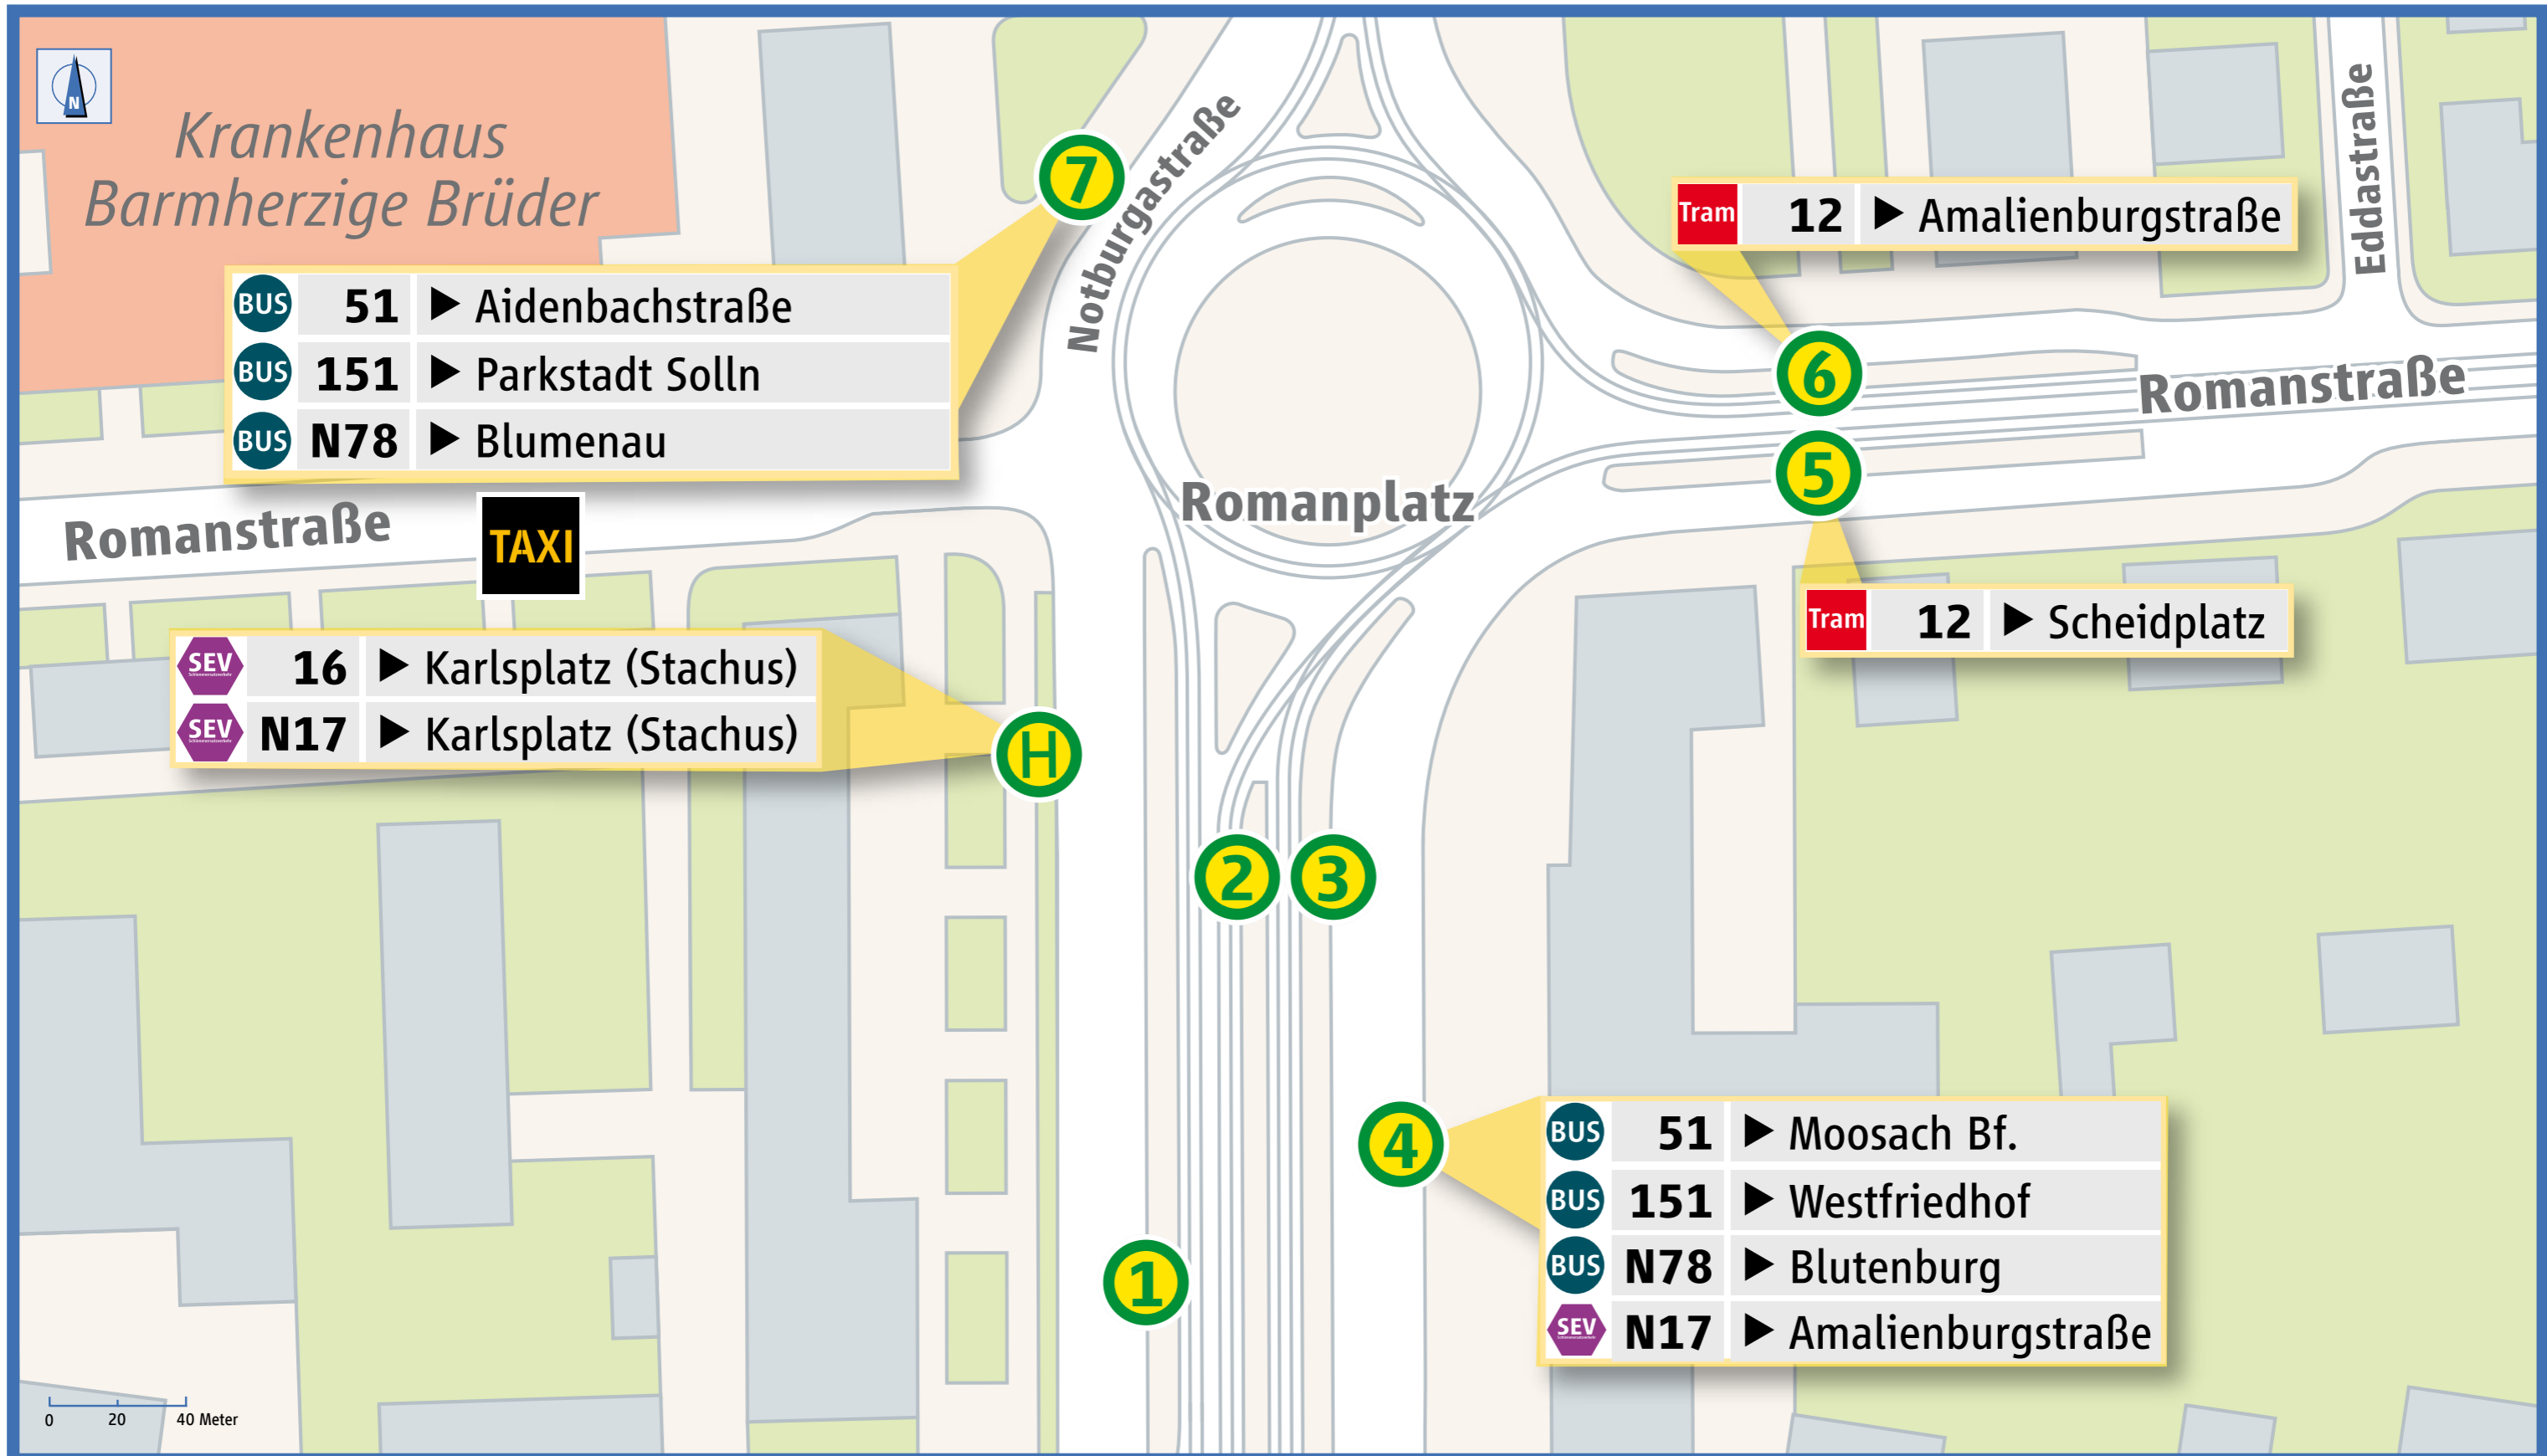 N
Krankenhaus
Barmherzige Brüder
7
Notburgastraße
Eddastraße
Tram 12 ▶ Amalienburgstraße
BUS 51 ▶ Aidenbachstraße
BUS 151 ▶ Parkstadt Solln
BUS N78 ▶ Blumenau
6
Romanstraße
5
Romanplatz
Romanstraße
TAXI
Tram 12 ▶ Scheidplatz
SEV 16 ▶ Karlsplatz (Stachus)
SEV N17 ▶ Karlsplatz (Stachus)
H
2
3
4
BUS 51 ▶ Moosach Bf.
BUS 151 ▶ Westfriedhof
BUS N78 ▶ Blutenburg
SEV N17 ▶ Amalienburgstraße
1
0 20 40 Meter